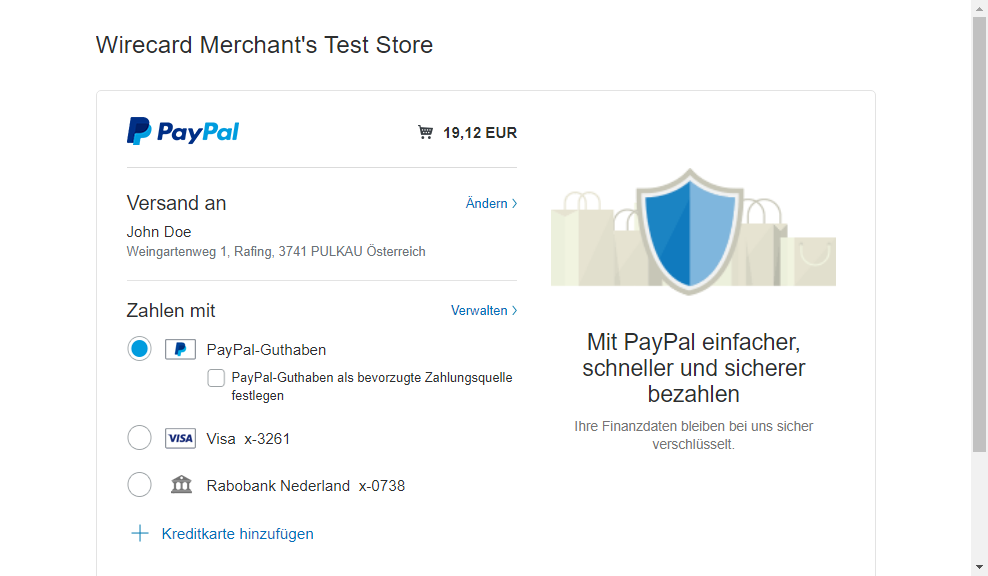 Wirecard Merchant's Test Store
PayPal
19,12 EUR
Versand an
Ändern
John Doe
Weingartenweg 1, Rafing, 3741 PULKAU Österreich
Zahlen mit
Verwalten
PayPal-Guthaben
PayPal-Guthaben als bevorzugte Zahlungsquelle
festlegen
VISA Visa x-3261
Rabobank Nederland x-0738
Kreditkarte hinzufügen
Mit PayPal einfacher,
schneller und sicherer
bezahlen
Ihre Finanzdaten bleiben bei uns sicher
verschlüsselt.